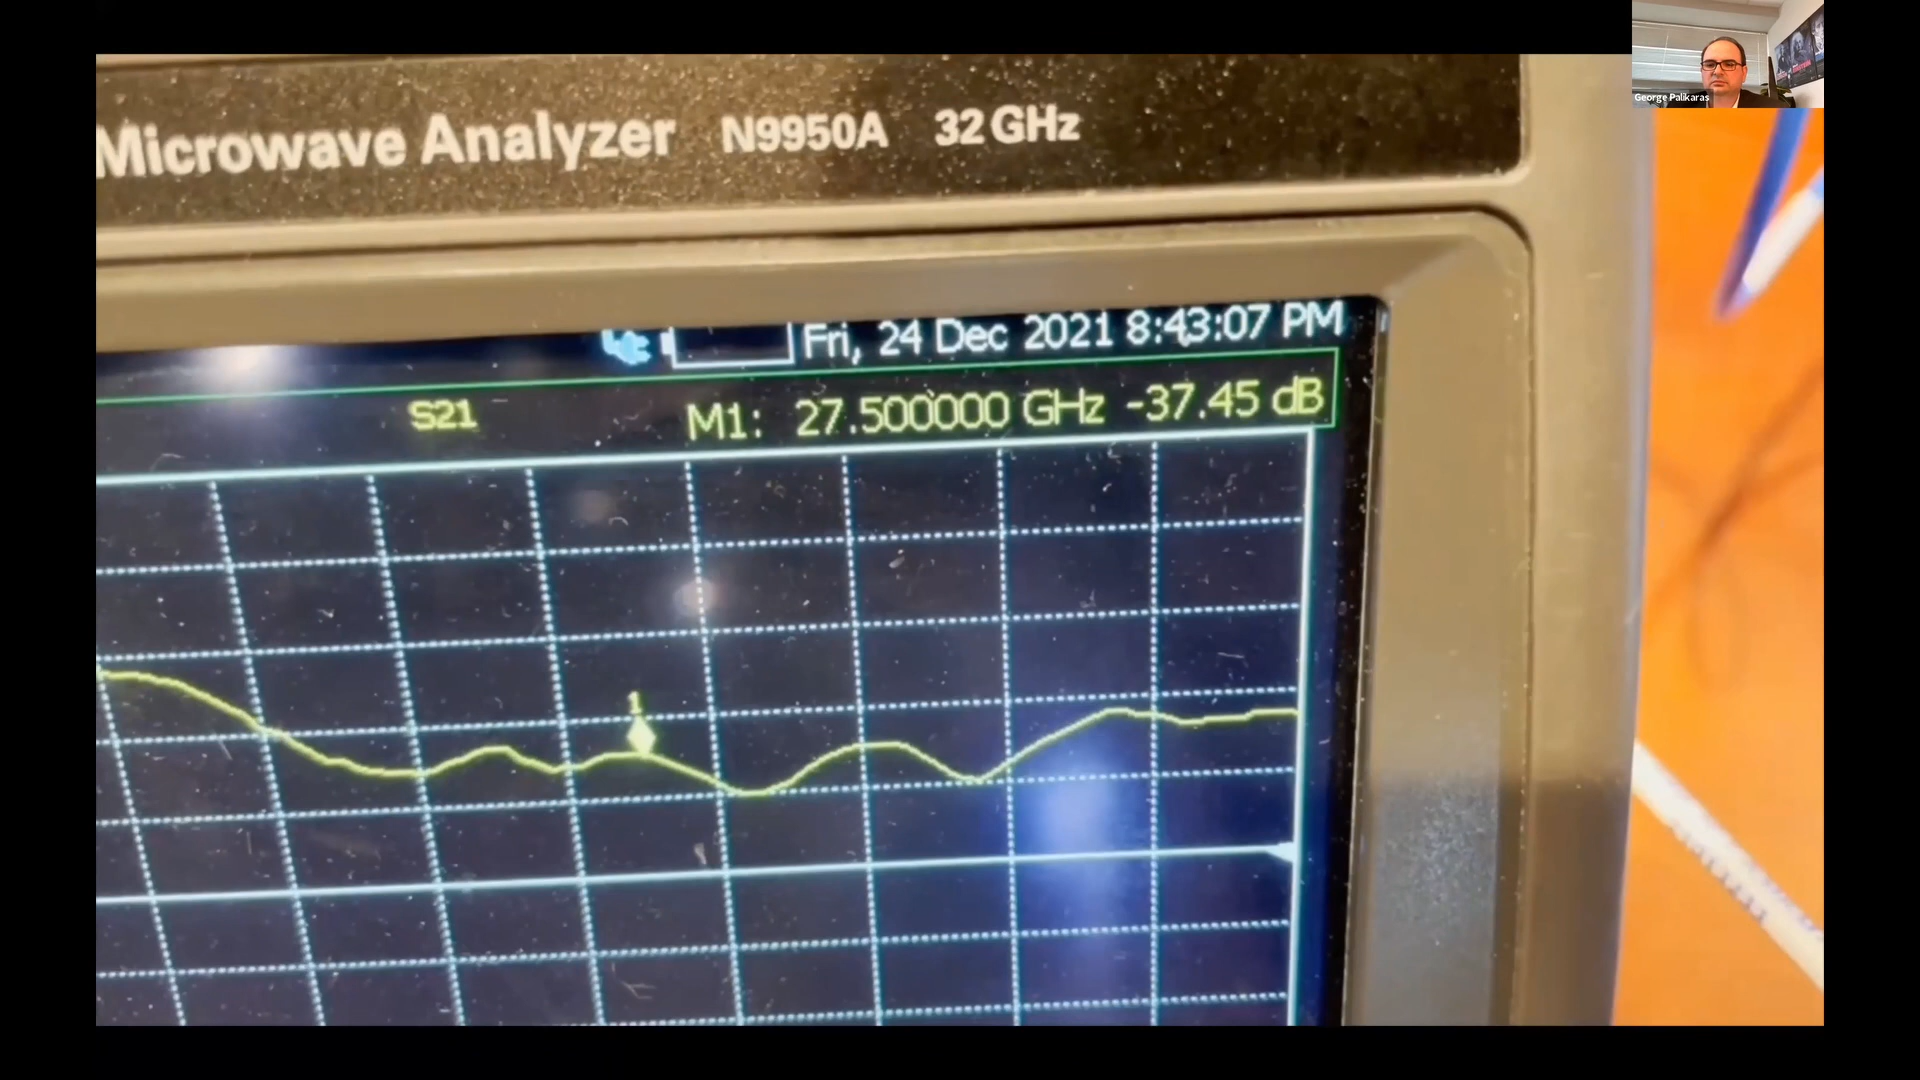 George Palikaras
Microwave Analyzer N9950A 32 GHz
Fri, 24 Dec 2021 8:43:07 PM
S21 M1: 27.500000 GHz -37.45 dB
1